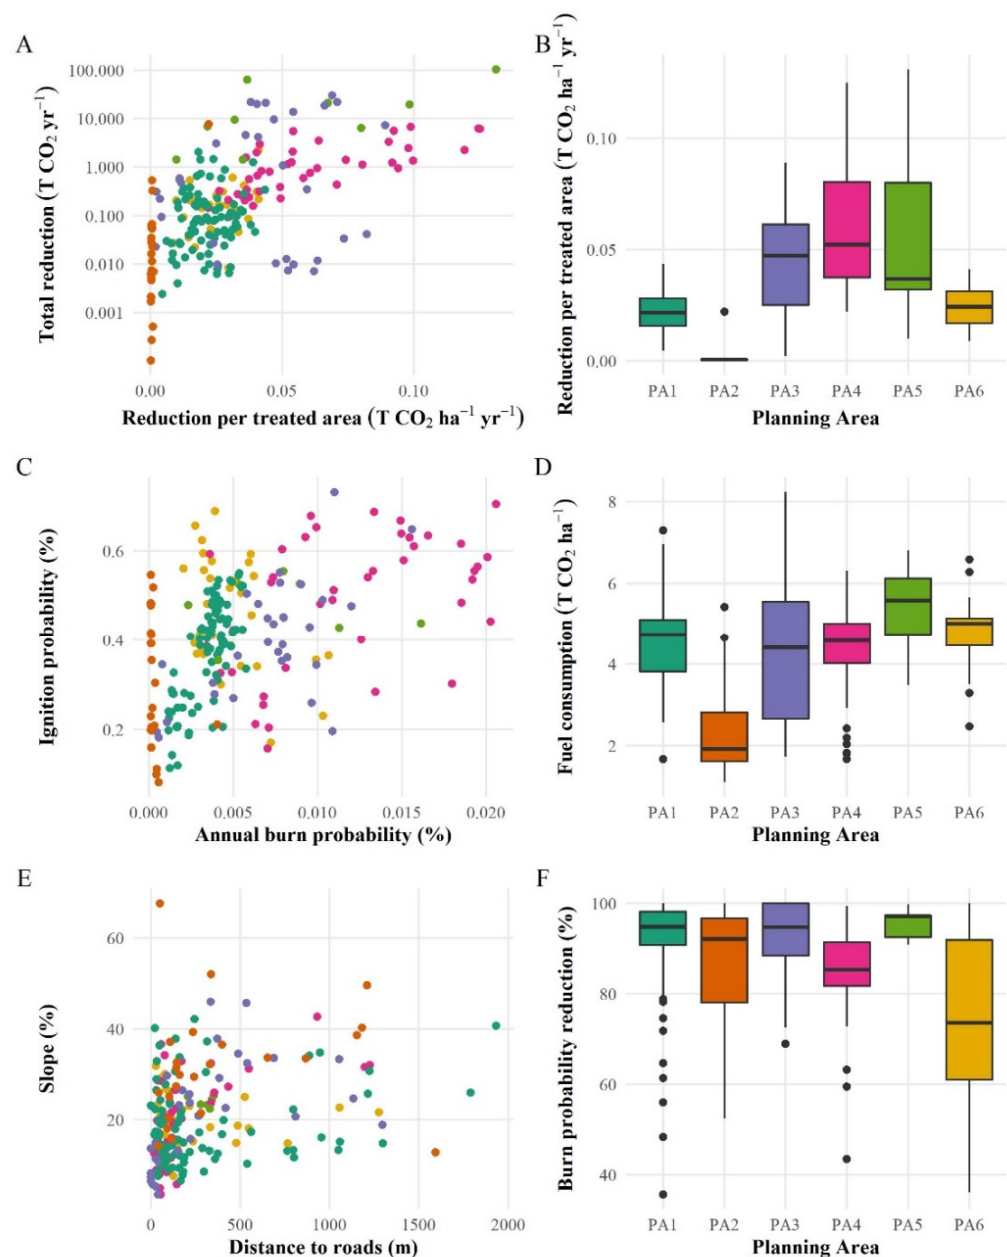 A
Total reduction (T CO₂ yr⁻¹)
100.000
10.000
1.000
0.100
0.010
0.001
0.00
0.05
0.10
Reduction per treated area (T CO₂ ha⁻¹ yr⁻¹)
B
Reduction per treated area (T CO₂ ha⁻¹ yr⁻¹)
0.10
0.05
0.00
PA1
PA2
PA3
PA4
PA5
PA6
Planning Area
C
Ignition probability (%)
0.6
0.4
0.2
0.000
0.005
0.010
0.015
0.020
Annual burn probability (%)
D
Fuel consumption (T CO₂ ha⁻¹)
8
6
4
2
PA1
PA2
PA3
PA4
PA5
PA6
Planning Area
E
Slope (%)
60
40
20
0
500
1000
1500
2000
Distance to roads (m)
F
Burn probability reduction (%)
100
80
60
40
PA1
PA2
PA3
PA4
PA5
PA6
Planning Area